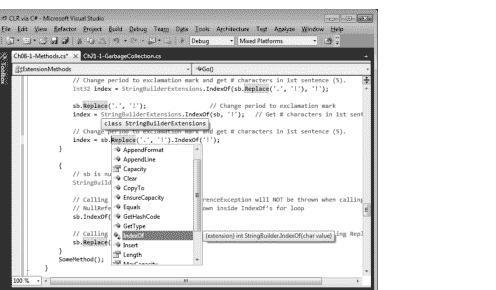 CLR via C# - Microsoft Visual Studio
File Edit View Refactor Project Build Debug Team Data Tools Architecture Test Analyze Window Help
Debug Mixed Platforms
Ch08-1-Methods.cs* Ch21-1-GarbageCollection.cs
Toolbox
ExtensionMethods Go()
// Change period to exclamation mark and get # characters in 1st sentence (5).
Int32 index = StringBuilderExtensions.IndexOf(sb.Replace('.', '!'), '!');
sb.Replace('.', '!'); // Change period to exclamation mark
index = StringBuilderExtensions.IndexOf(sb, '!'); // Get # characters in 1st sent
class StringBuilderExtensions
// Change period to exclamation mark and get # characters in 1st sentence (5).
index = sb.Replace('.', '!').IndexOf('!');
} AppendFormat
AppendLine
{ Capacity
// sb is nu Clear
StringBuild CopyTo
EnsureCapacity
// Calling renceException will NOT be thrown when calling
// NullRefe Equals own inside IndexOf's for loop
sb.IndexOf( GetHashCode
GetType
// Calling IndexOf (extension) int StringBuilder.IndexOf(char value) ing Repl
sb.Replace( Insert
} Length
SomeMethod(); MaxCapacity
}
100 %